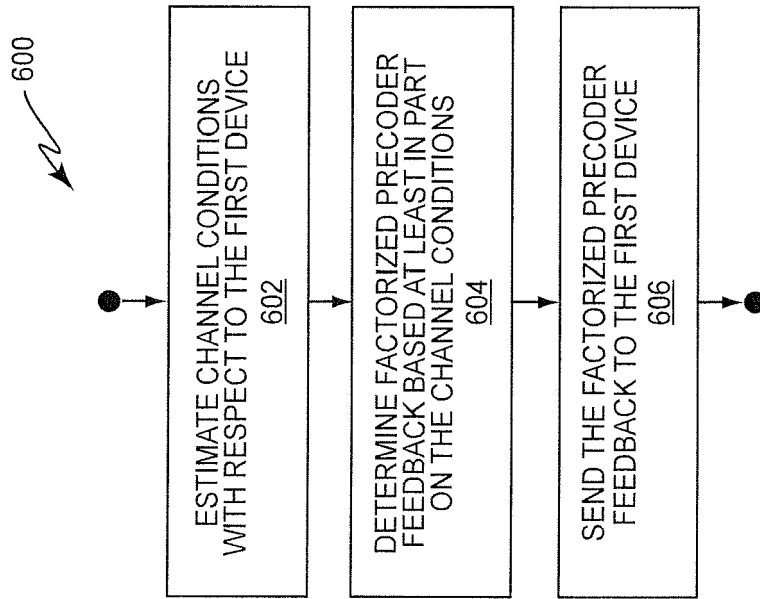 600
ESTIMATE CHANNEL CONDITIONS
WITH RESPECT TO THE FIRST DEVICE
602
DETERMINE FACTORIZED PRECODER
FEEDBACK BASED AT LEAST IN PART
ON THE CHANNEL CONDITIONS
604
SEND THE FACTORIZED PRECODER
FEEDBACK TO THE FIRST DEVICE
606